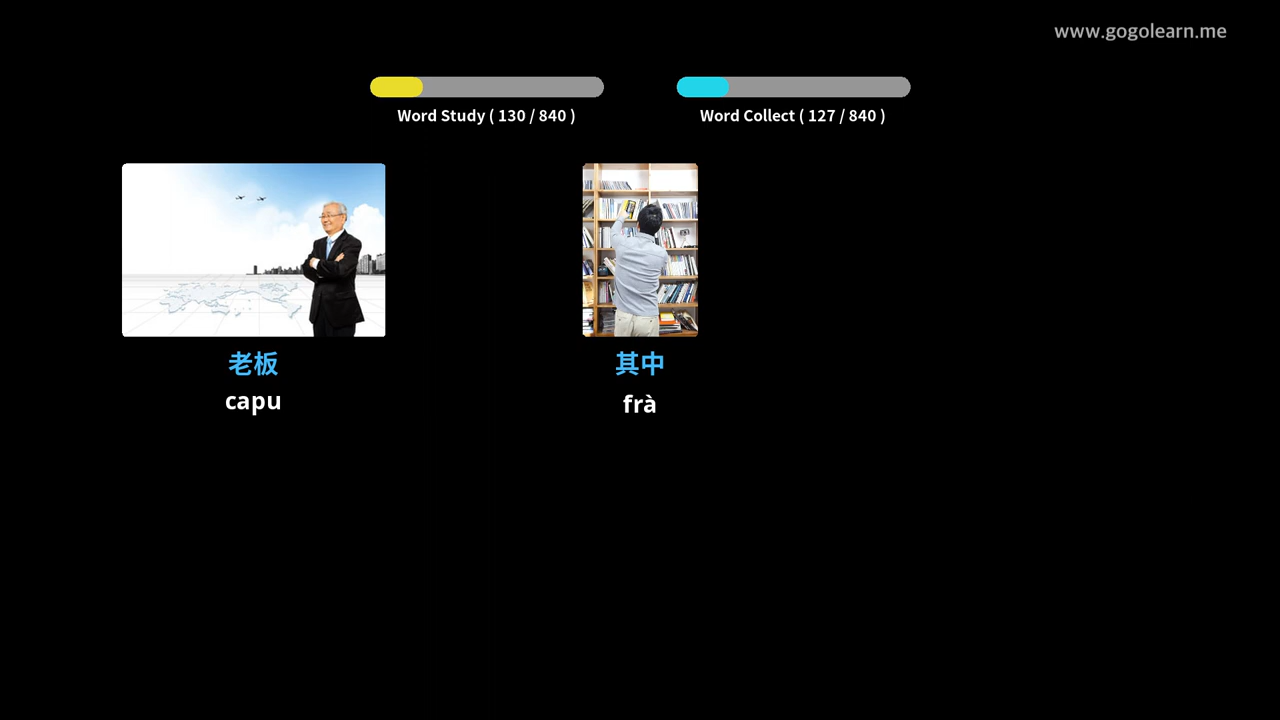 www.gogolearn.me
Word Study ( 130 / 840 )
Word Collect ( 127 / 840 )
老板
capu
其中
frà